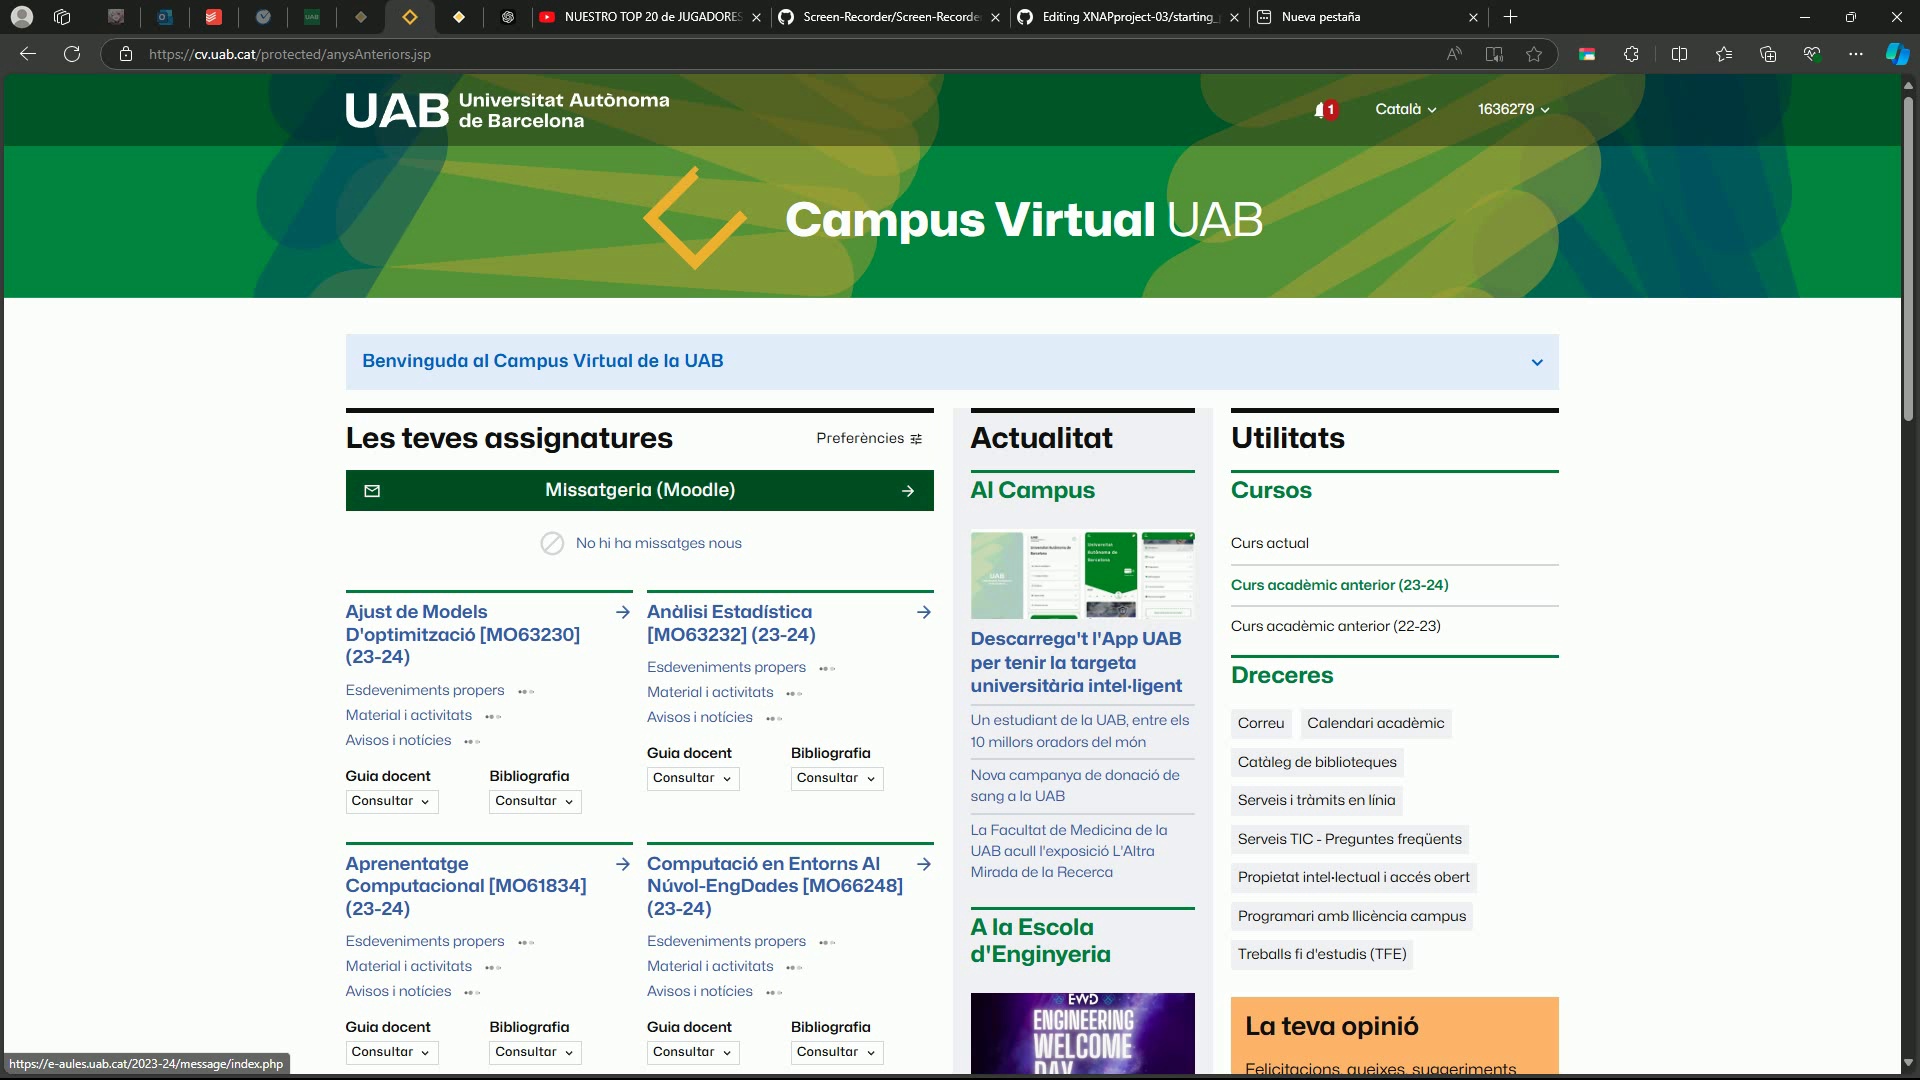 NUESTRO TOP 20 de JUGADORES
Screen-Recorder/Screen-Recorde
Editing XNAPproject-03/starting_
Nueva pestaña
https://cv.uab.cat/protected/anysAnteriors.jsp
UAB
Universitat Autònoma
de Barcelona
1
Català
1636279
Campus Virtual UAB
Benvinguda al Campus Virtual de la UAB
Les teves assignatures
Preferències
Missatgeria (Moodle)
No hi ha missatges nous
Ajust de Models
D'optimització [MO63230]
(23-24)
Esdeveniments propers
Material i activitats
Avisos i notícies
Guia docent
Bibliografia
Consultar
Consultar
Anàlisi Estadística
[MO63232] (23-24)
Esdeveniments propers
Material i activitats
Avisos i notícies
Guia docent
Bibliografia
Consultar
Consultar
Aprenentatge
Computacional [MO61834]
(23-24)
Esdeveniments propers
Material i activitats
Avisos i notícies
Guia docent
Bibliografia
Consultar
Consultar
Computació en Entorns Al
Núvol-EngDades [MO66248]
(23-24)
Esdeveniments propers
Material i activitats
Avisos i notícies
Guia docent
Bibliografia
Consultar
Consultar
Actualitat
Al Campus
Descarrega't l'App UAB
per tenir la targeta
universitària intel·ligent
Un estudiant de la UAB, entre els
10 millors oradors del món
Nova campanya de donació de
sang a la UAB
La Facultat de Medicina de la
UAB acull l'exposició L'Altra
Mirada de la Recerca
A la Escola
d'Enginyeria
EWD
ENGINEERING
WELCOME
DAY
Utilitats
Cursos
Curs actual
Curs acadèmic anterior (23-24)
Curs acadèmic anterior (22-23)
Dreceres
Correu
Calendari acadèmic
Catàleg de biblioteques
Serveis i tràmits en línia
Serveis TIC - Preguntes freqüents
Propietat intel·lectual i accés obert
Programari amb llicència campus
Treballs fi d'estudis (TFE)
La teva opinió
Felicitacions, queixes, suggeriments
https://e-aules.uab.cat/2023-24/message/index.php